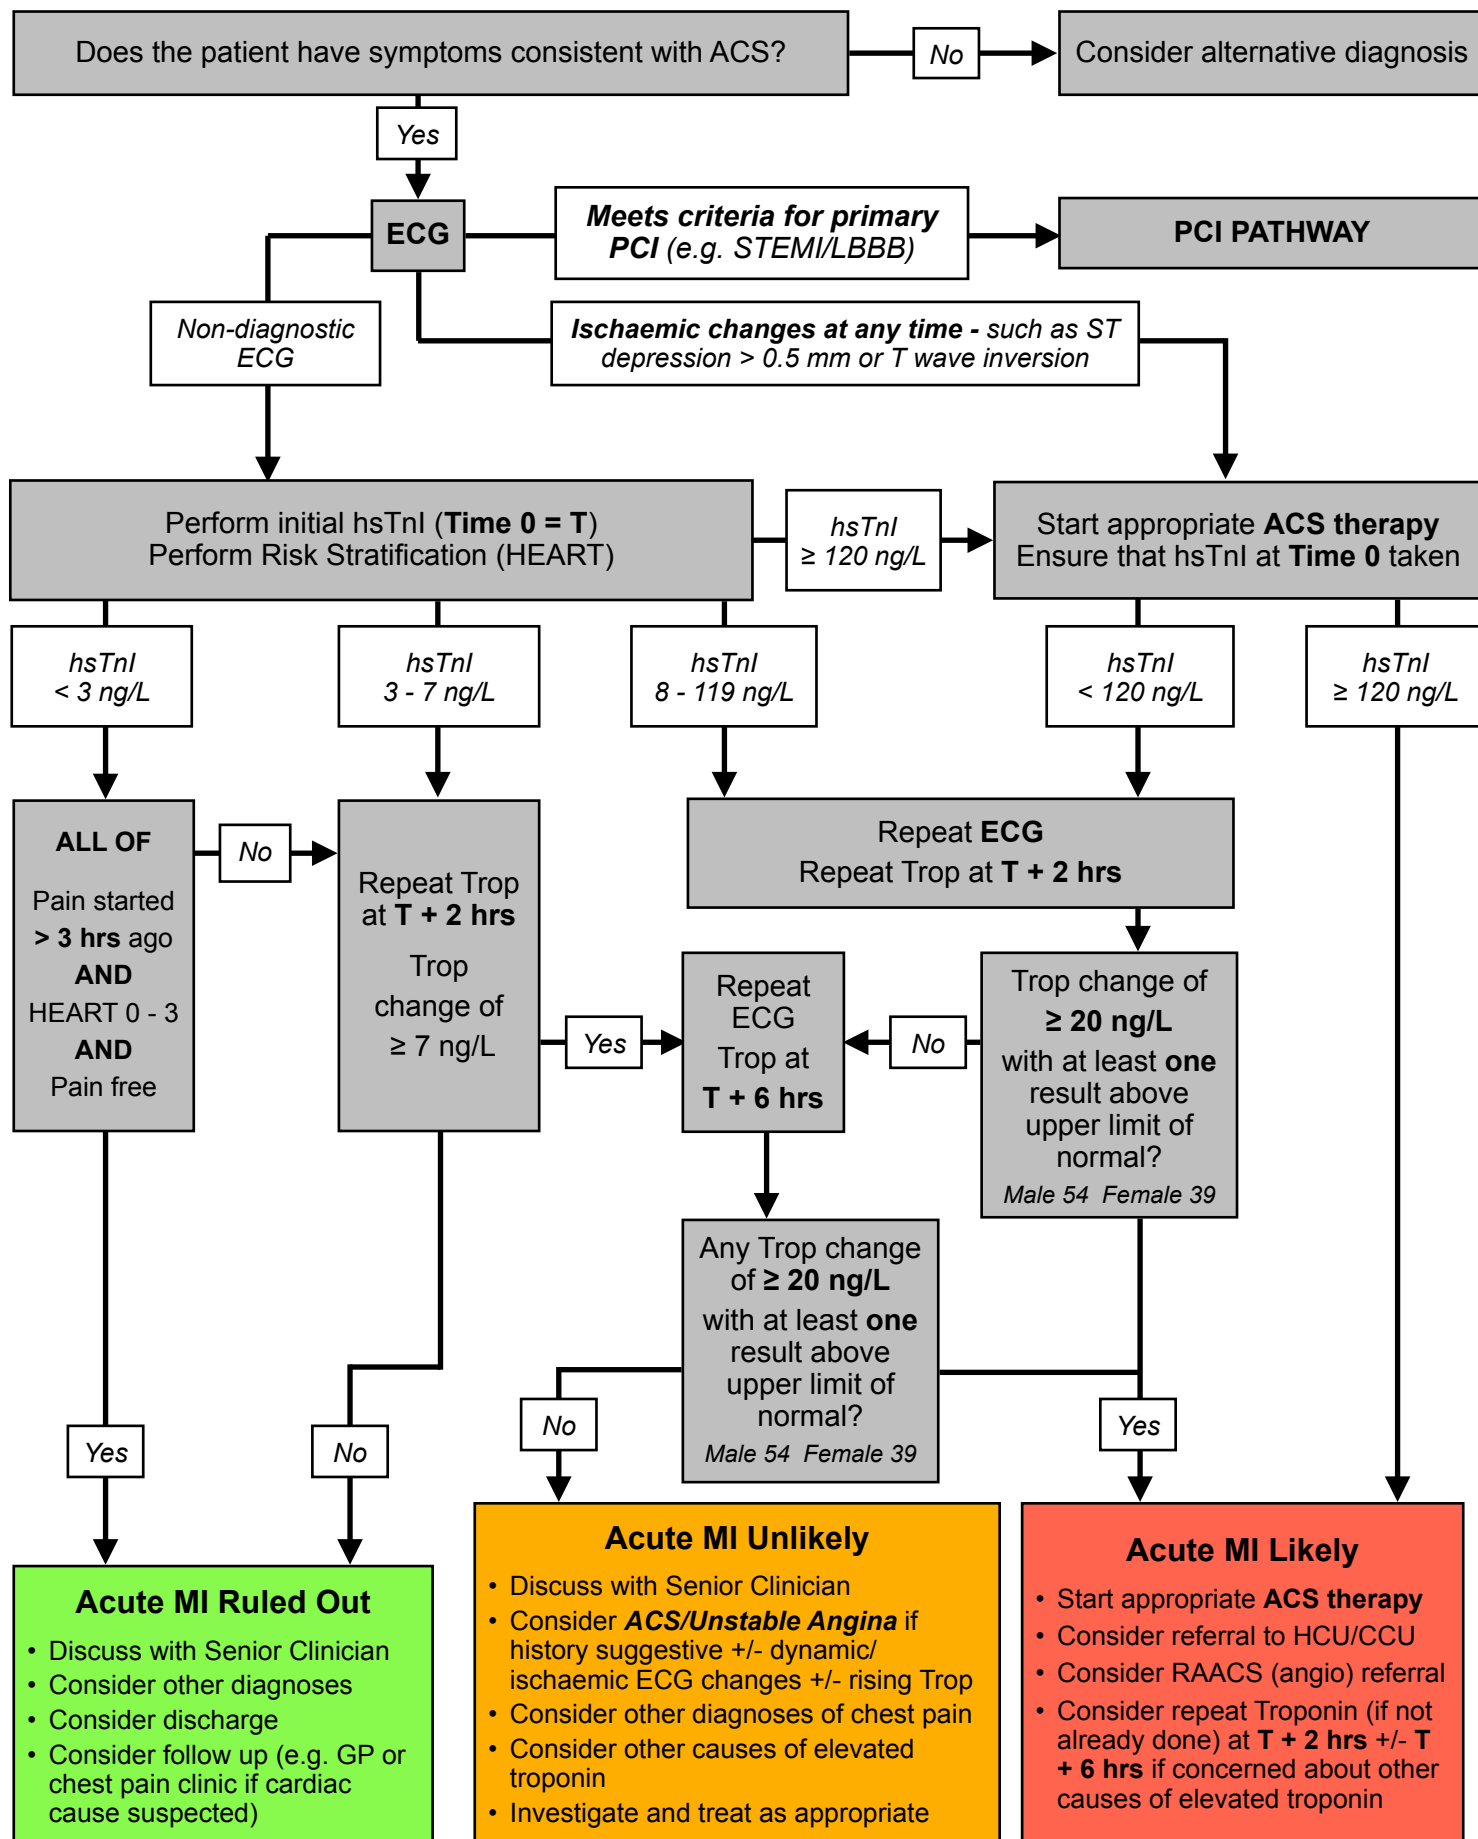 Does the patient have symptoms consistent with ACS?
No
Consider alternative diagnosis
Yes
ECG
Meets criteria for primary
PCI (e.g. STEMI/LBBB)
PCI PATHWAY
Non-diagnostic
ECG
Ischaemic changes at any time - such as ST
depression > 0.5 mm or T wave inversion
Perform initial hsTnI (Time 0 = T)
Perform Risk Stratification (HEART)
hsTnI
≥ 120 ng/L
Start appropriate ACS therapy
Ensure that hsTnI at Time 0 taken
hsTnI
< 3 ng/L
hsTnI
3 - 7 ng/L
hsTnI
8 - 119 ng/L
hsTnI
< 120 ng/L
hsTnI
≥ 120 ng/L
ALL OF
Pain started
> 3 hrs ago
AND
HEART 0 - 3
AND
Pain free
No
Repeat Trop
at T + 2 hrs
Trop
change of
≥ 7 ng/L
Repeat ECG
Repeat Trop at T + 2 hrs
Yes
Repeat
ECG
Trop at
T + 6 hrs
No
Trop change of
≥ 20 ng/L
with at least one
result above
upper limit of
normal?
Male 54 Female 39
Any Trop change
of ≥ 20 ng/L
with at least one
result above
upper limit of
normal?
Male 54 Female 39
Yes
No
No
Yes
Acute MI Ruled Out
• Discuss with Senior Clinician
• Consider other diagnoses
• Consider discharge
• Consider follow up (e.g. GP or
chest pain clinic if cardiac
cause suspected)
Acute MI Unlikely
• Discuss with Senior Clinician
• Consider ACS/Unstable Angina if
history suggestive +/- dynamic/
ischaemic ECG changes +/- rising Trop
• Consider other diagnoses of chest pain
• Consider other causes of elevated
troponin
• Investigate and treat as appropriate
Acute MI Likely
• Start appropriate ACS therapy
• Consider referral to HCU/CCU
• Consider RAACS (angio) referral
• Consider repeat Troponin (if not
already done) at T + 2 hrs +/- T
+ 6 hrs if concerned about other
causes of elevated troponin